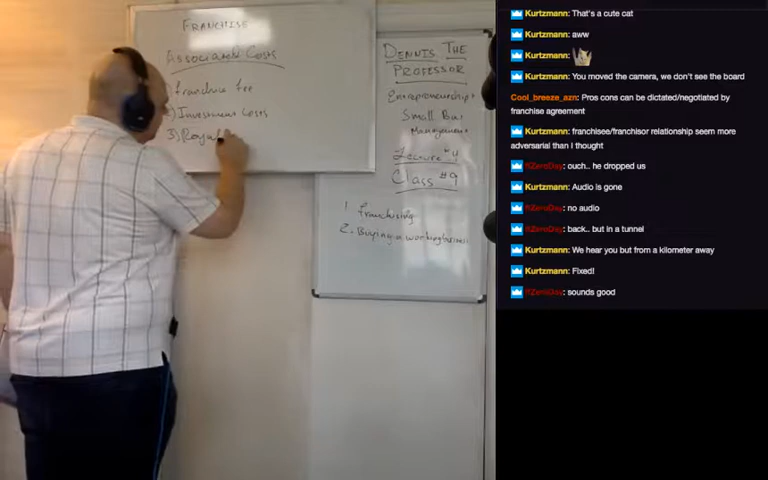 FRANCHISE
Associated Costs
Franchise Fee
2) Investment Costs
3) Royalt
DENNIS THE
PROFESSOR
Entrepreneurship +
Small Bus
Management
Lecture #4
Class #9
1. Franchising
2. Buying a working business
Kurtzmann: That's a cute cat
Kurtzmann: aww
Kurtzmann:
Kurtzmann: You moved the camera, we don't see the board
Cool_breeze_azn: Pros cons can be dictated/negotiated by
franchise agreement
Kurtzmann: franchisee/franchisor relationship seem more
adversarial than I thought
: ouch.. he dropped us
Kurtzmann: Audio is gone
: no audio
: back.. but in a tunnel
Kurtzmann: We hear you but from a kilometer away
Kurtzmann: Fixed!
: sounds good